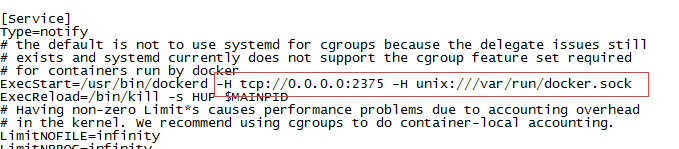 [Service]
Type=notify
# the default is not to use systemd for cgroups because the delegate issues still
# exists and systemd currently does not support the cgroup feature set required
# for containers run by docker
ExecStart=/usr/bin/dockerd -H tcp://0.0.0.0:2375 -H unix:///var/run/docker.sock
ExecReload=/bin/kill -s HUP $MAINPID
# Having non-zero Limit*s causes performance problems due to accounting overhead
# in the kernel. We recommend using cgroups to do container-local accounting.
LimitNOFILE=infinity
LimitNPROC=infinity